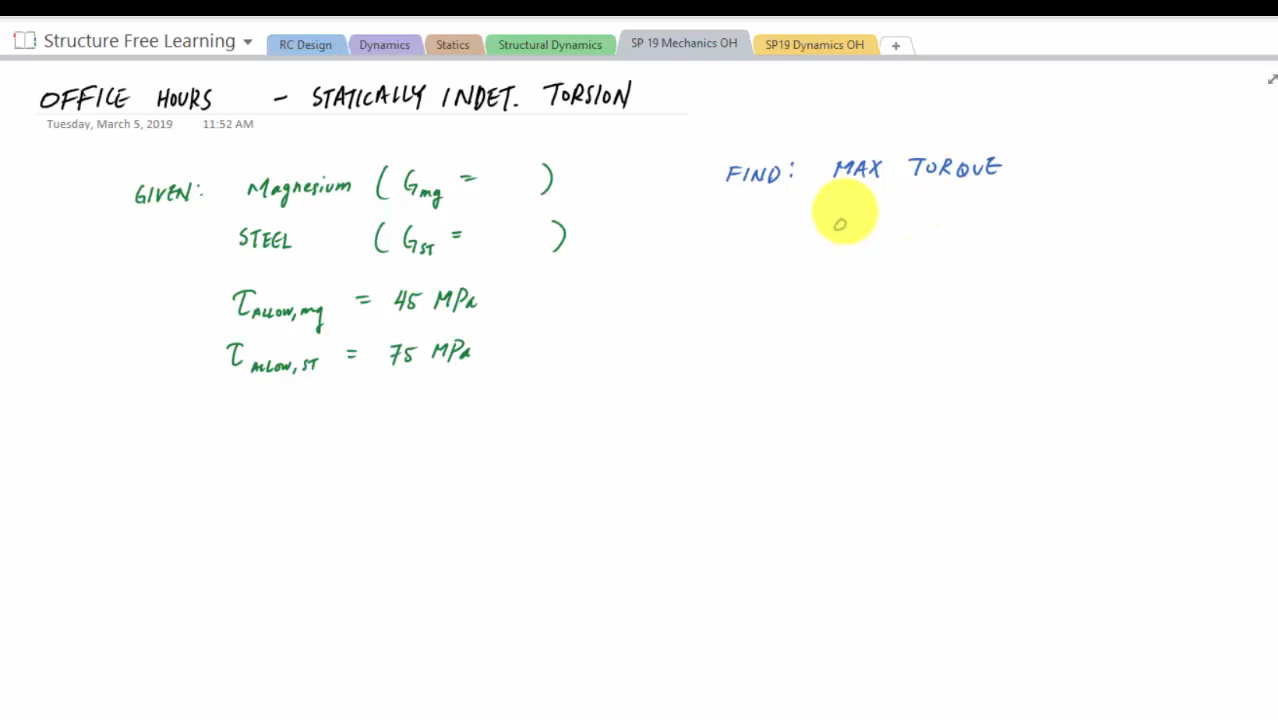 Structure Free Learning
RC Design
Dynamics
Statics
Structural Dynamics
SP 19 Mechanics OH
SP19 Dynamics OH
+
OFFICE HOURS - STATICALLY INDET. TORSION
Tuesday, March 5, 2019 11:52 AM
GIVEN: Magnesium ( Gmg = )
STEEL ( GST = )
τALLOW,mg = 45 MPa
τALLOW,ST = 75 MPa
FIND: MAX TORQUE
O